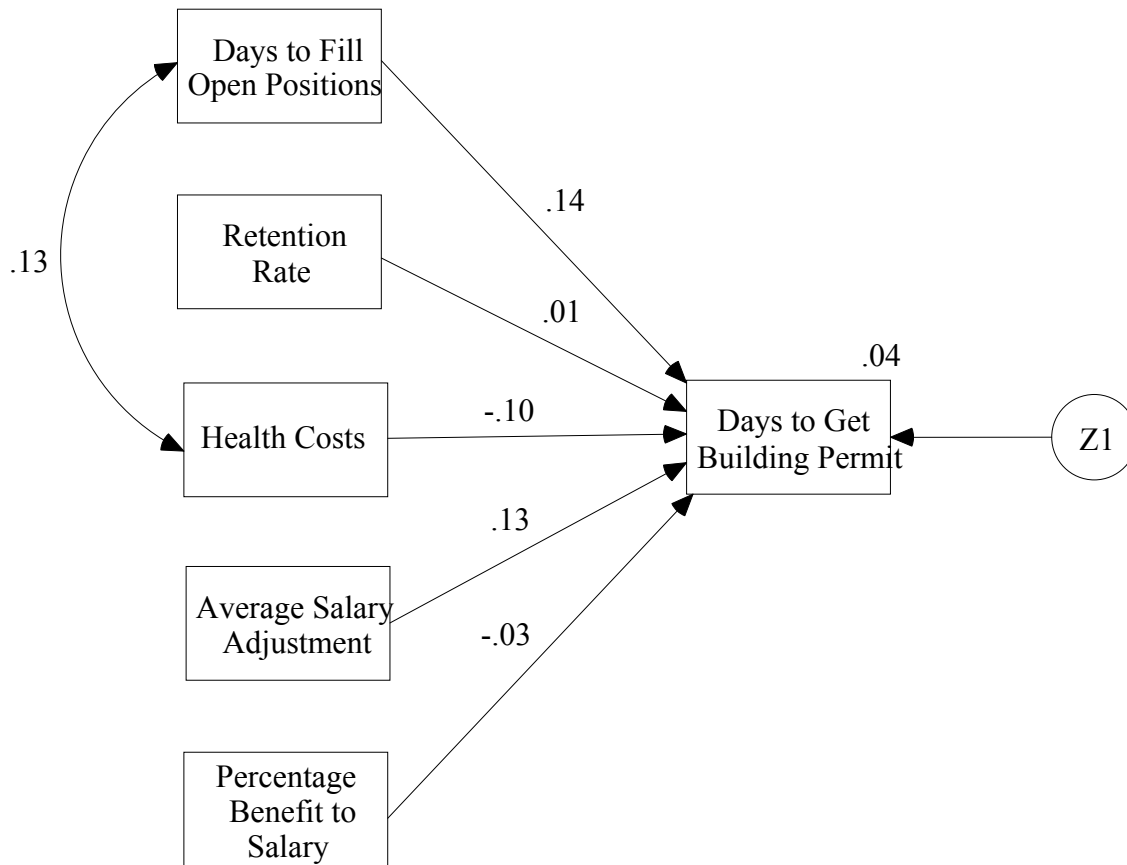 Days to Fill
Open Positions
.14
Retention
Rate
.13
.01
.04
Health Costs
-.10
Days to Get
Building Permit
Z1
.13
Average Salary
Adjustment
-.03
Percentage
Benefit to
Salary